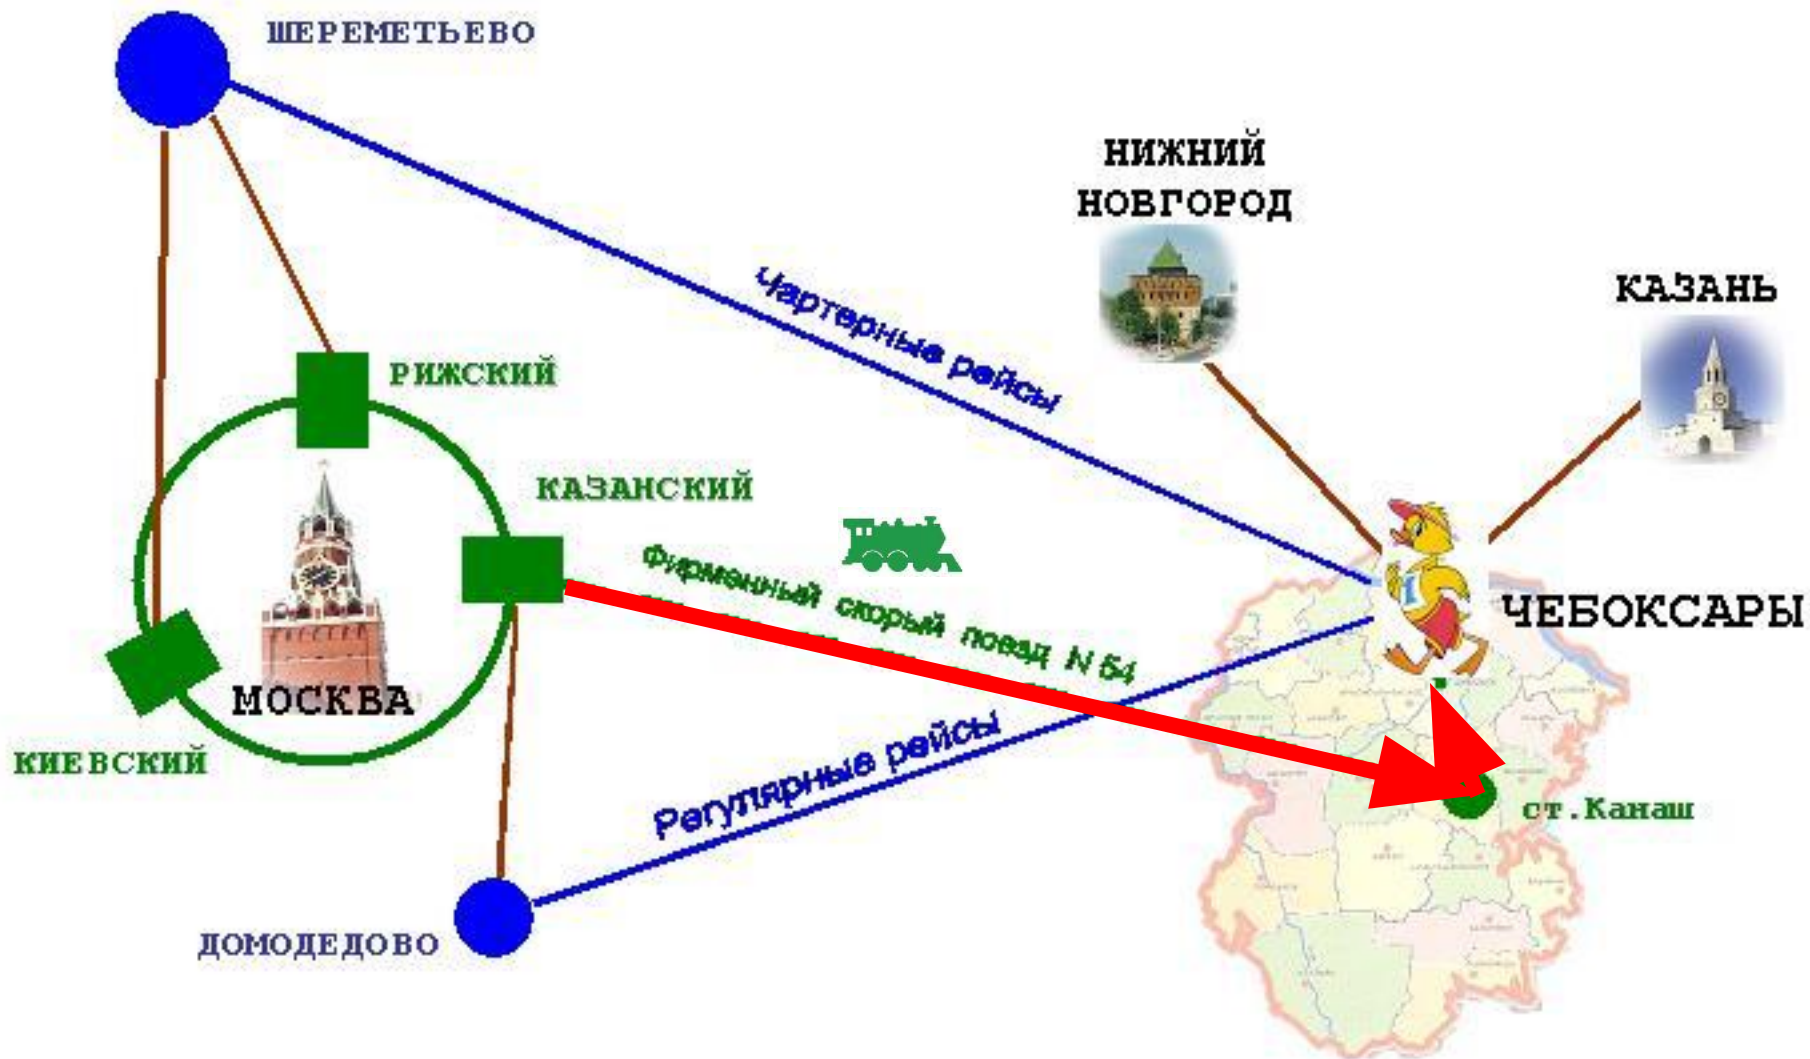 ШЕРЕМЕТЬЕВО
НИЖНИЙ
НОВГОРОД
КАЗАНЬ
Чартерные рейсы
РИЖСКИЙ
КАЗАНСКИЙ
Фирменный скорый поезд N 54
ЧЕБОКСАРЫ
МОСКВА
КИЕВСКИЙ
Регулярные рейсы
ст.Канаш
ДОМОДЕДОВО